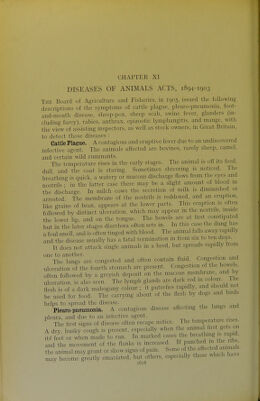 CHAPTER XI
DISEASES OF ANIMALS ACTS, 1894-1903
THE Board of Agriculture and Fisheries, in 1905, issued the following
descriptions of the symptoms of cattle plague, pleuro-pneumonia, foot-
and-mouth disease, sheep-pox, sheep scab, swine fever, glanders (in-
cluding farcy), rabies, anthrax, epizootic lymphangitis, and mange, with
the view of assisting inspectors, as well as stock owners, in Great Britain,
to detect those diseases :
Cattle Plague. A contagious and eruptive fever due to an undiscovered
infective agent. The animals affected are bovines, rarely sheep, camel,
and certain wild ruminants.
The temperature rises in the early stages. The animal is off its feed,
dull, and the coat is staring. Sometimes shivering is noticed. The
breathing is quick, a watery or mucous discharge flows from the eyes and
nostrils ; in the latter case there may be a slight amount of blood in
the discharge. In milch cows the secretion of milk is diminished or
arrested. The membrane of the nostrils is reddened, and an eruption,
like grains of bran, appears at the lower parts. This eruption is often
followed by distinct ulceration, which may appear in the nostrils, inside
the lower lip, and on the tongue. The bowels are at first constipated
but in the later stages diarrhoea often sets in. In this case the dung has
a foul smell, and is often tinged with blood. The animal falls away rapidly
and the disease usually has a fatal termination in from six to ten days.
It does not attack single animals in a herd, but spreads rapidly from
one to another.
The lungs are congested and often contain fluid. Congestion and
ulceration of the fourth stomach are present. Congestion of the bowels,
often followed by a greyish deposit on the mucous membrane, and by
ulceration, is also seen. The lymph glands are dark red in colour. The
flesh is of a dark mahogany colour ; it putrefies rapidly, and should not
be used for food. The carrying about of the flesh by dogs and birds
helps to spread the disease.
Pleuro-pneumonia. A contagious disease affecting the lungs and
pleura, and due to an infective agent.
The first signs of disease often escape notice. The temperature rises.
A dry, husky cough is present, especially when the animal first gets on
its feet or when made to run. In marked cases the breathing is rapid,
and the movement of the flanks is increased. If punched in the ribs,
the animal may grunt or show signs of pain. Some of the affected animals
may become greatly emaciated, but others, especially those which have